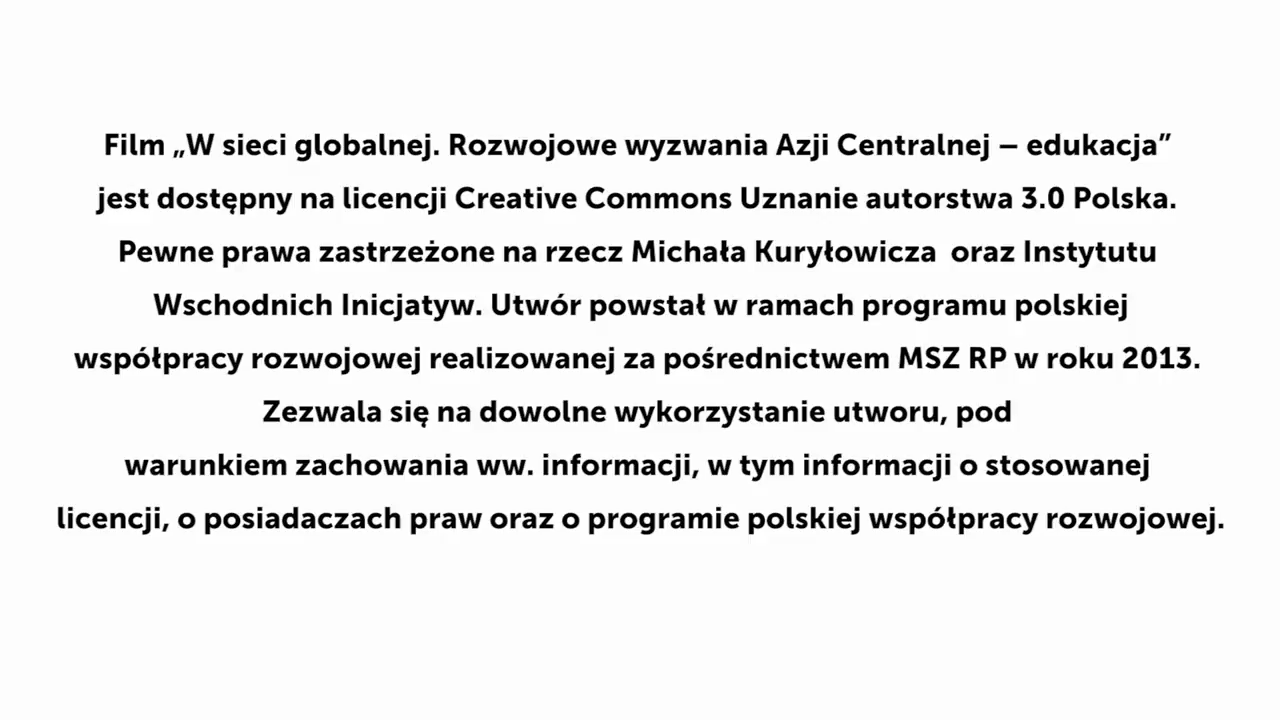 Film „W sieci globalnej. Rozwojowe wyzwania Azji Centralnej – edukacja”
jest dostępny na licencji Creative Commons Uznanie autorstwa 3.0 Polska.
Pewne prawa zastrzeżone na rzecz Michała Kuryłowicza  oraz Instytutu
Wschodnich Inicjatyw. Utwór powstał w ramach programu polskiej
współpracy rozwojowej realizowanej za pośrednictwem MSZ RP w roku 2013.
Zezwala się na dowolne wykorzystanie utworu, pod
warunkiem zachowania ww. informacji, w tym informacji o stosowanej
licencji, o posiadaczach praw oraz o programie polskiej współpracy rozwojowej.